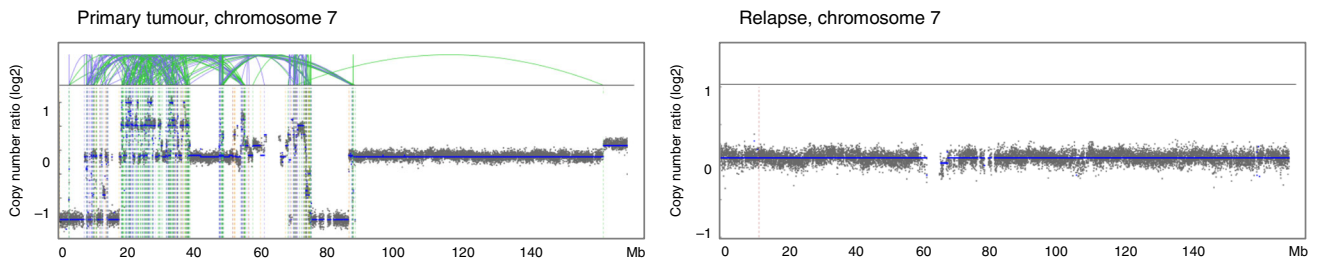 Primary tumour, chromosome 7
Relapse, chromosome 7
Copy number ratio (log2)
1
0
−1
0 20 40 60 80 100 120 140 Mb
Copy number ratio (log2)
1
0
−1
0 20 40 60 80 100 120 140 Mb